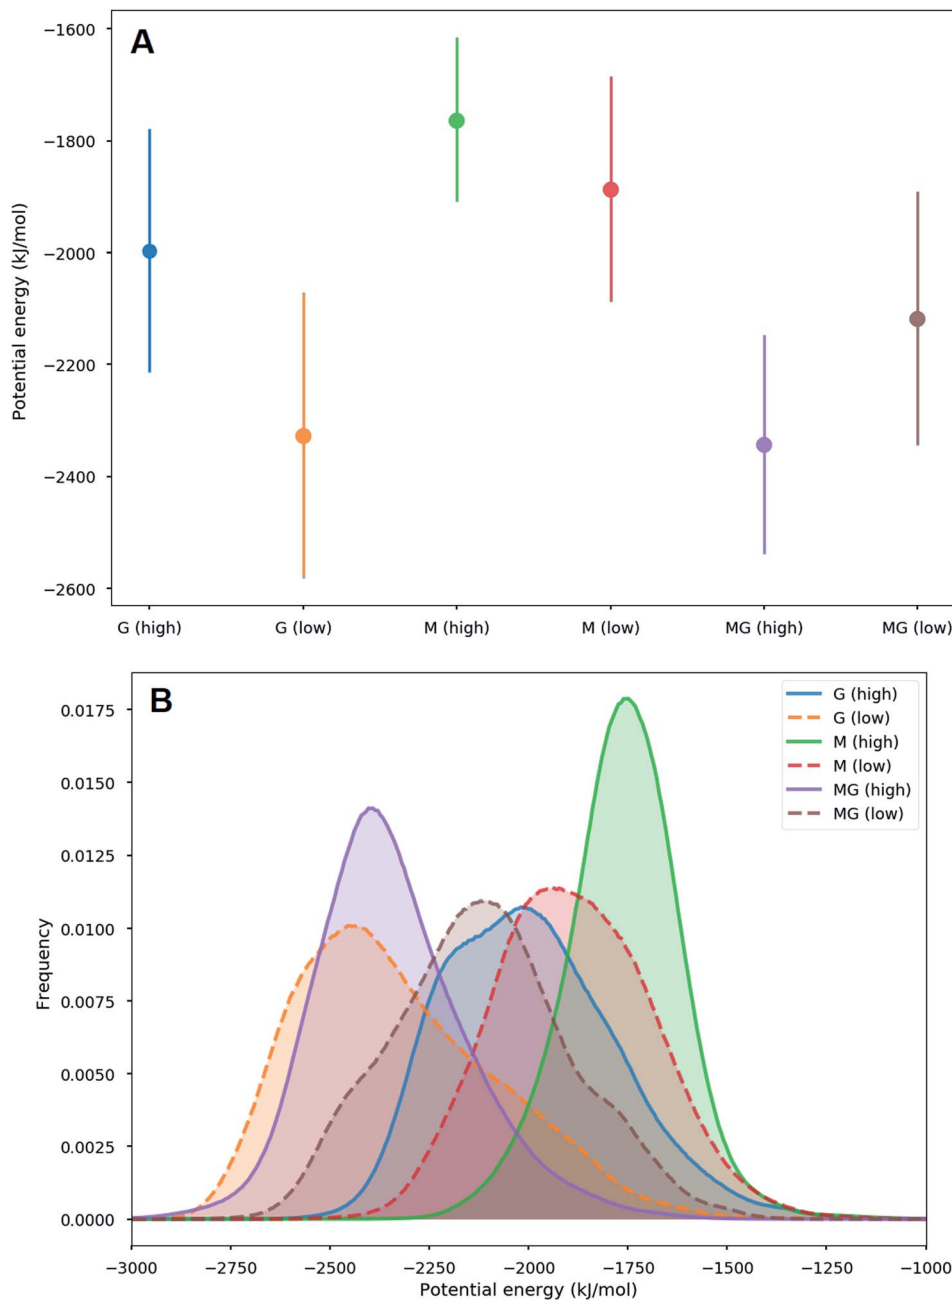 A
Potential energy (kJ/mol)
−1600
−1800
−2000
−2200
−2400
−2600
G (high) G (low) M (high) M (low) MG (high) MG (low)
B
Frequency
0.0175
0.0150
0.0125
0.0100
0.0075
0.0050
0.0025
0.0000
G (high)
G (low)
M (high)
M (low)
MG (high)
MG (low)
−3000 −2750 −2500 −2250 −2000 −1750 −1500 −1250 −1000
Potential energy (kJ/mol)